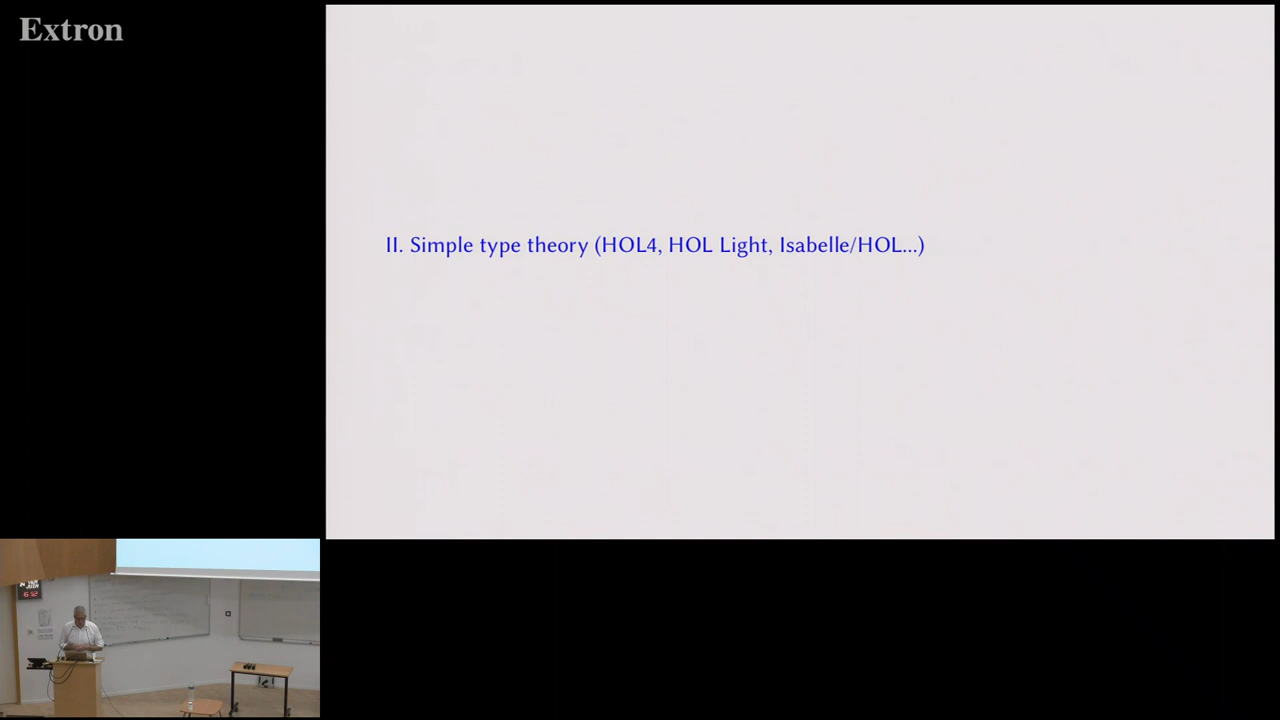 Extron
II. Simple type theory (HOL4, HOL Light, Isabelle/HOL...)